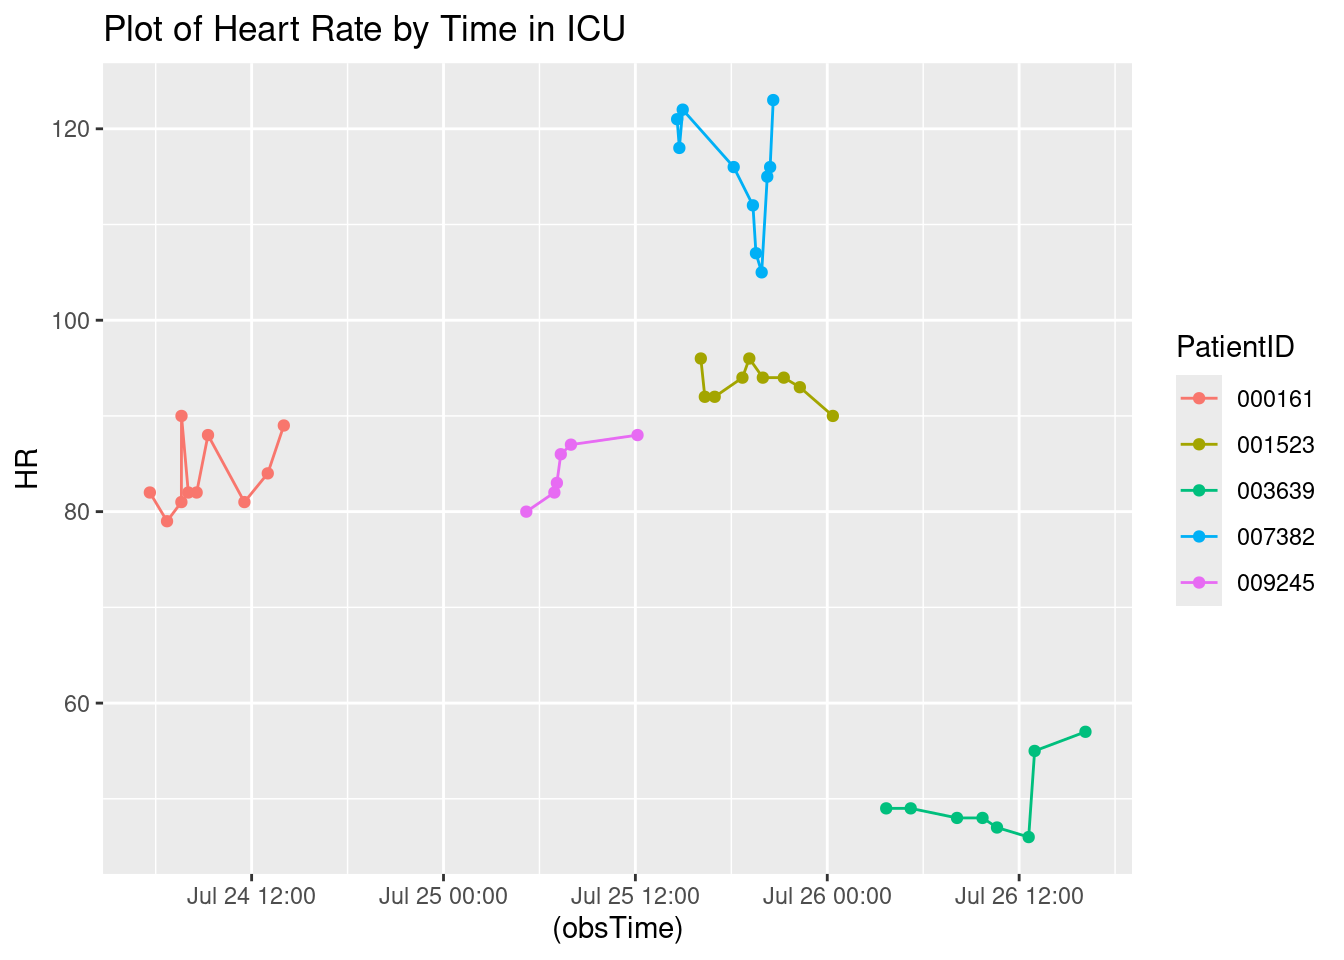 Plot of Heart Rate by Time in ICU
120
100
80
60
HR
Jul 24 12:00
Jul 25 00:00
Jul 25 12:00
Jul 26 00:00
Jul 26 12:00
(obsTime)
PatientID
000161
001523
003639
007382
009245